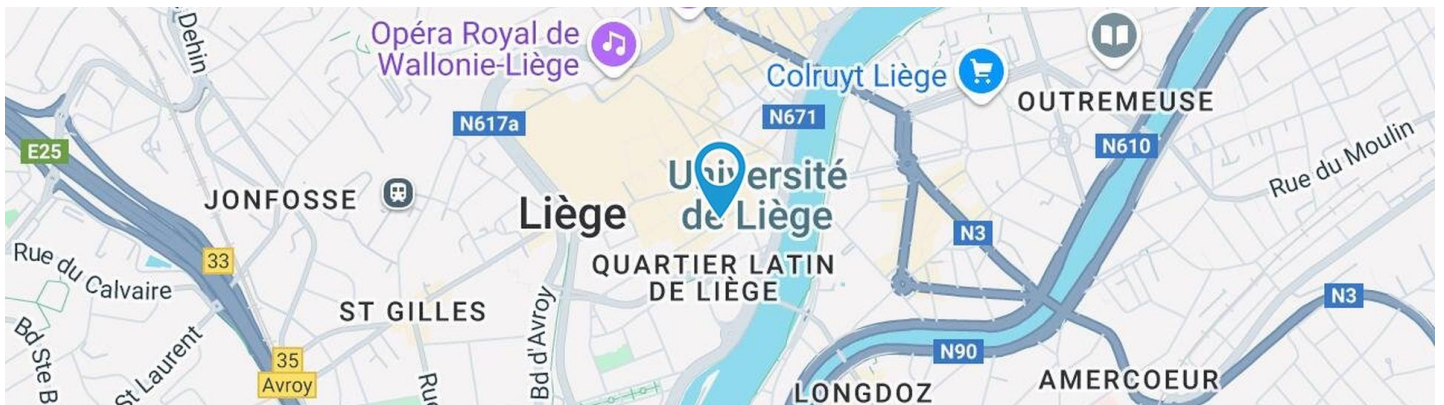 Dehin
Opéra Royal de
Wallonie-Liège
Colruyt Liège
OUTREMEUSE
N617a
N671
N610
E25
Rue du Moulin
JONFOSSE
Université
de Liège
Liège
N3
33
Rue du Calvaire
QUARTIER LATIN
DE LIÈGE
ST GILLES
N3
Bd d'Avroy
Bd Ste B
St Laurent
35
Avroy
Rue
N90
LONGDOZ
AMERCOEUR